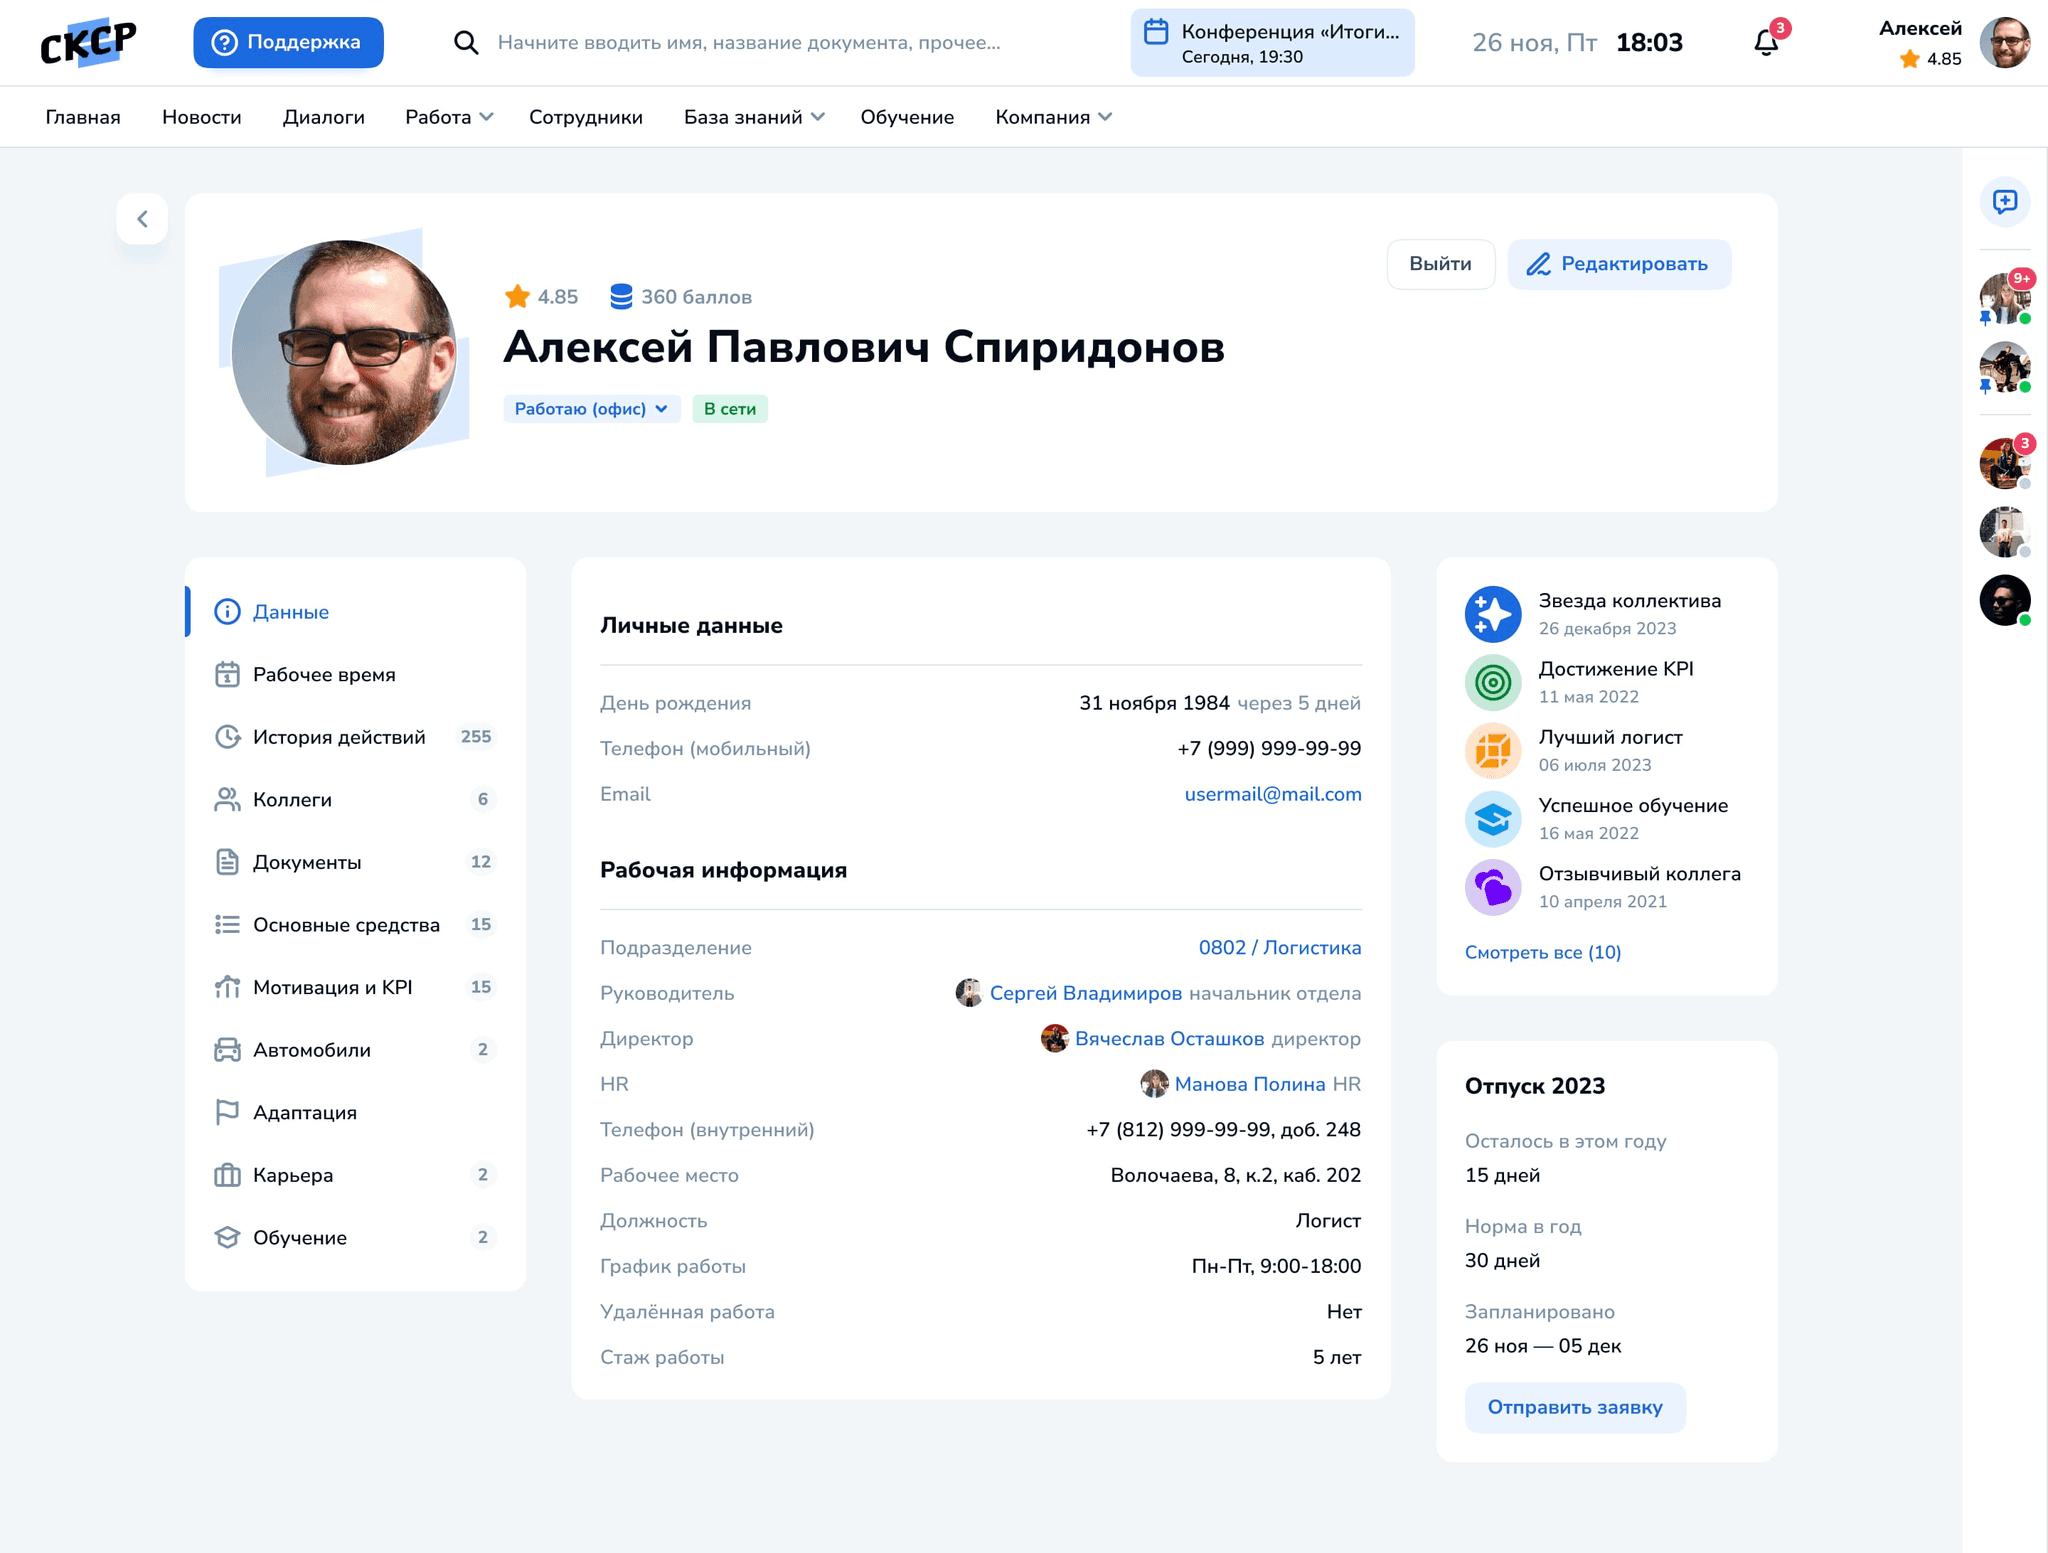 СКСР
Поддержка
Начните вводить имя, название документа, прочее...
Конференция «Итоги...
Сегодня, 19:30
26 ноя, Пт 18:03
3
Алексей
4.85
Главная
Новости
Диалоги
Работа
Сотрудники
База знаний
Обучение
Компания
4.85
360 баллов
Алексей Павлович Спиридонов
Работаю (офис)
В сети
Выйти
Редактировать
9+
3
Данные
Рабочее время
История действий 255
Коллеги 6
Документы 12
Основные средства 15
Мотивация и KPI 15
Автомобили 2
Адаптация
Карьера 2
Обучение 2
Личные данные
День рождения 31 ноября 1984 через 5 дней
Телефон (мобильный) +7 (999) 999-99-99
Email usermail@mail.com
Рабочая информация
Подразделение 0802 / Логистика
Руководитель Сергей Владимиров начальник отдела
Директор Вячеслав Осташков директор
HR Манова Полина HR
Телефон (внутренний) +7 (812) 999-99-99, доб. 248
Рабочее место Волочаева, 8, к.2, каб. 202
Должность Логист
График работы Пн-Пт, 9:00-18:00
Удалённая работа Нет
Стаж работы 5 лет
Звезда коллектива
26 декабря 2023
Достижение KPI
11 мая 2022
Лучший логист
06 июля 2023
Успешное обучение
16 мая 2022
Отзывчивый коллега
10 апреля 2021
Смотреть все (10)
Отпуск 2023
Осталось в этом году
15 дней
Норма в год
30 дней
Запланировано
26 ноя — 05 дек
Отправить заявку